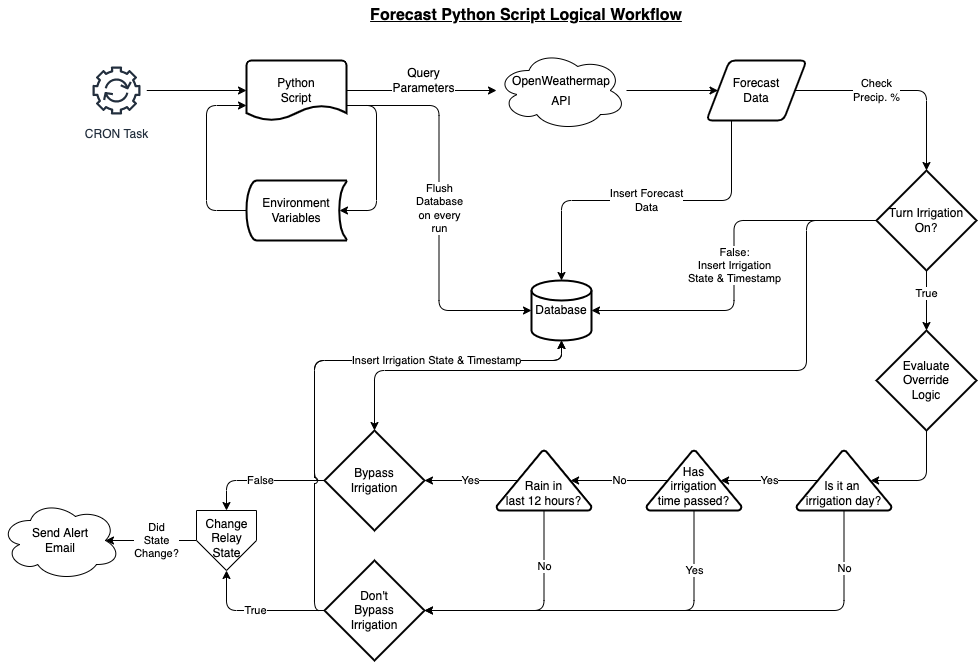 Forecast Python Script Logical Workflow
CRON Task
Python
Script
Query
Parameters
OpenWeathermap
API
Forecast
Data
Check
Precip. %
Environment
Variables
Flush
Database
on every
run
Insert Forecast
Data
Turn Irrigation
On?
False:
Insert Irrigation
State & Timestamp
True
Database
Insert Irrigation State & Timestamp
Evaluate
Override
Logic
Is it an
irrigation day?
Yes
Has
irrigation
time passed?
No
Rain in
last 12 hours?
Yes
Bypass
Irrigation
False
Change
Relay
State
Did
State
Change?
Send Alert
Email
No
Yes
No
Don't
Bypass
Irrigation
True